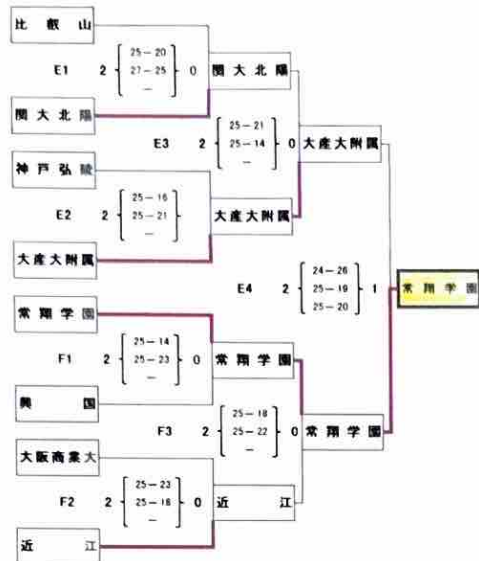 比叡山
E1 2 25-20 0
27-25
-
関大北陽
関大北陽
E3 2 25-21 0
25-14
-
大産大附属
神戸弘陵
E2 2 25-16
25-21
-
大産大附属
大産大附属
E4 2 24-26 1
25-19
25-20
常翔学園
常翔学園
F1 2 25-14 0
25-23
-
常翔学園
興国
F3 2 25-18 0
25-22
-
常翔学園
大阪商業大
F2 2 25-23 0
25-16
-
近江
近江